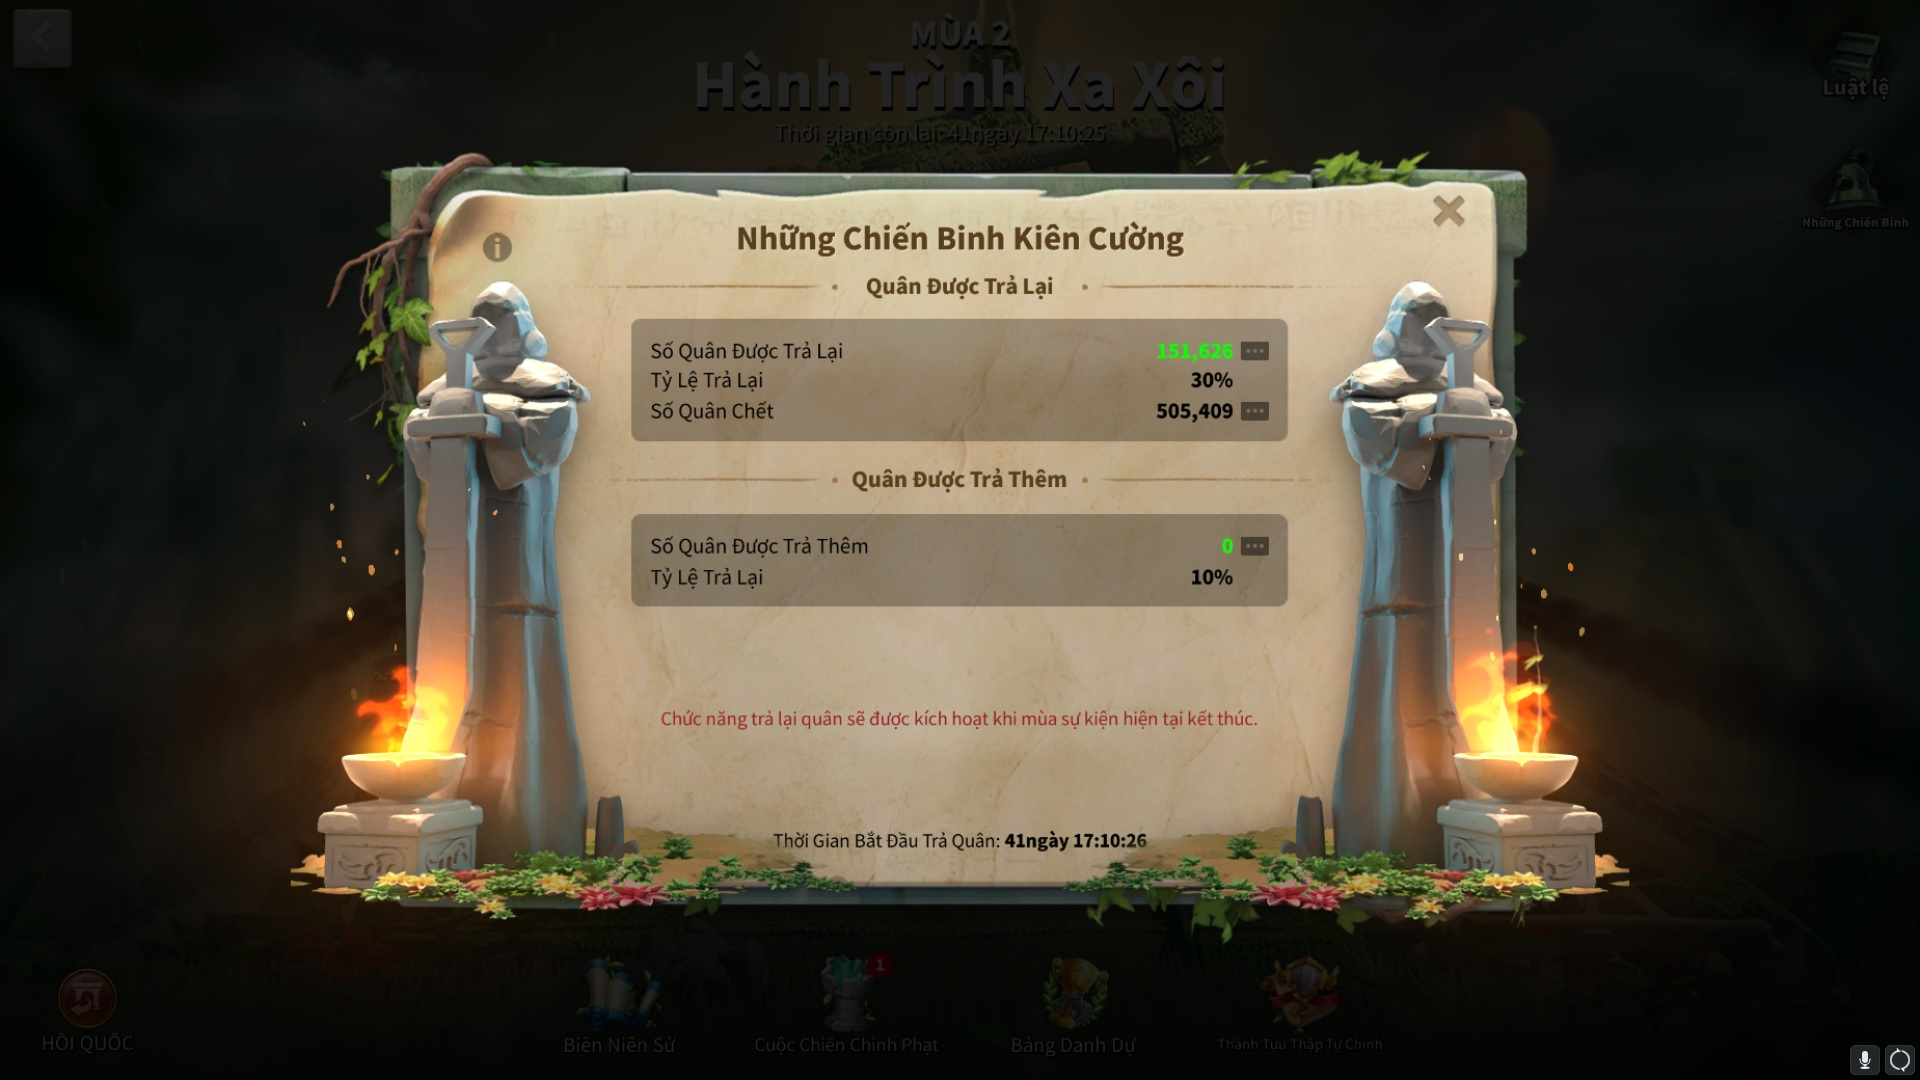 MÙA 2
Hành Trình Xa Xôi
Thời gian còn lại: 41ngày 17:10:25
Luật lệ
Những Chiến Binh
Những Chiến Binh Kiên Cường
Quân Được Trả Lại
Số Quân Được Trả Lại 151,626
Tỷ Lệ Trả Lại 30%
Số Quân Chết 505,409
Quân Được Trả Thêm
Số Quân Được Trả Thêm 0
Tỷ Lệ Trả Lại 10%
Chức năng trả lại quân sẽ được kích hoạt khi mùa sự kiện hiện tại kết thúc.
Thời Gian Bắt Đầu Trả Quân: 41ngày 17:10:26
1
HỒI QUỐC
Biên Niên Sử
Cuộc Chiến Chinh Phạt
Bảng Danh Dự
Thành Tựu Thập Tự Chinh